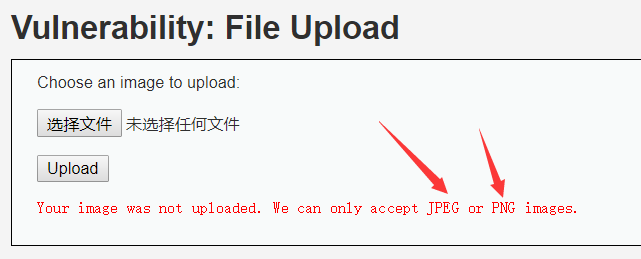 Vulnerability: File Upload
Choose an image to upload:
选择文件 未选择任何文件
Upload
Your image was not uploaded. We can only accept JPEG or PNG images.